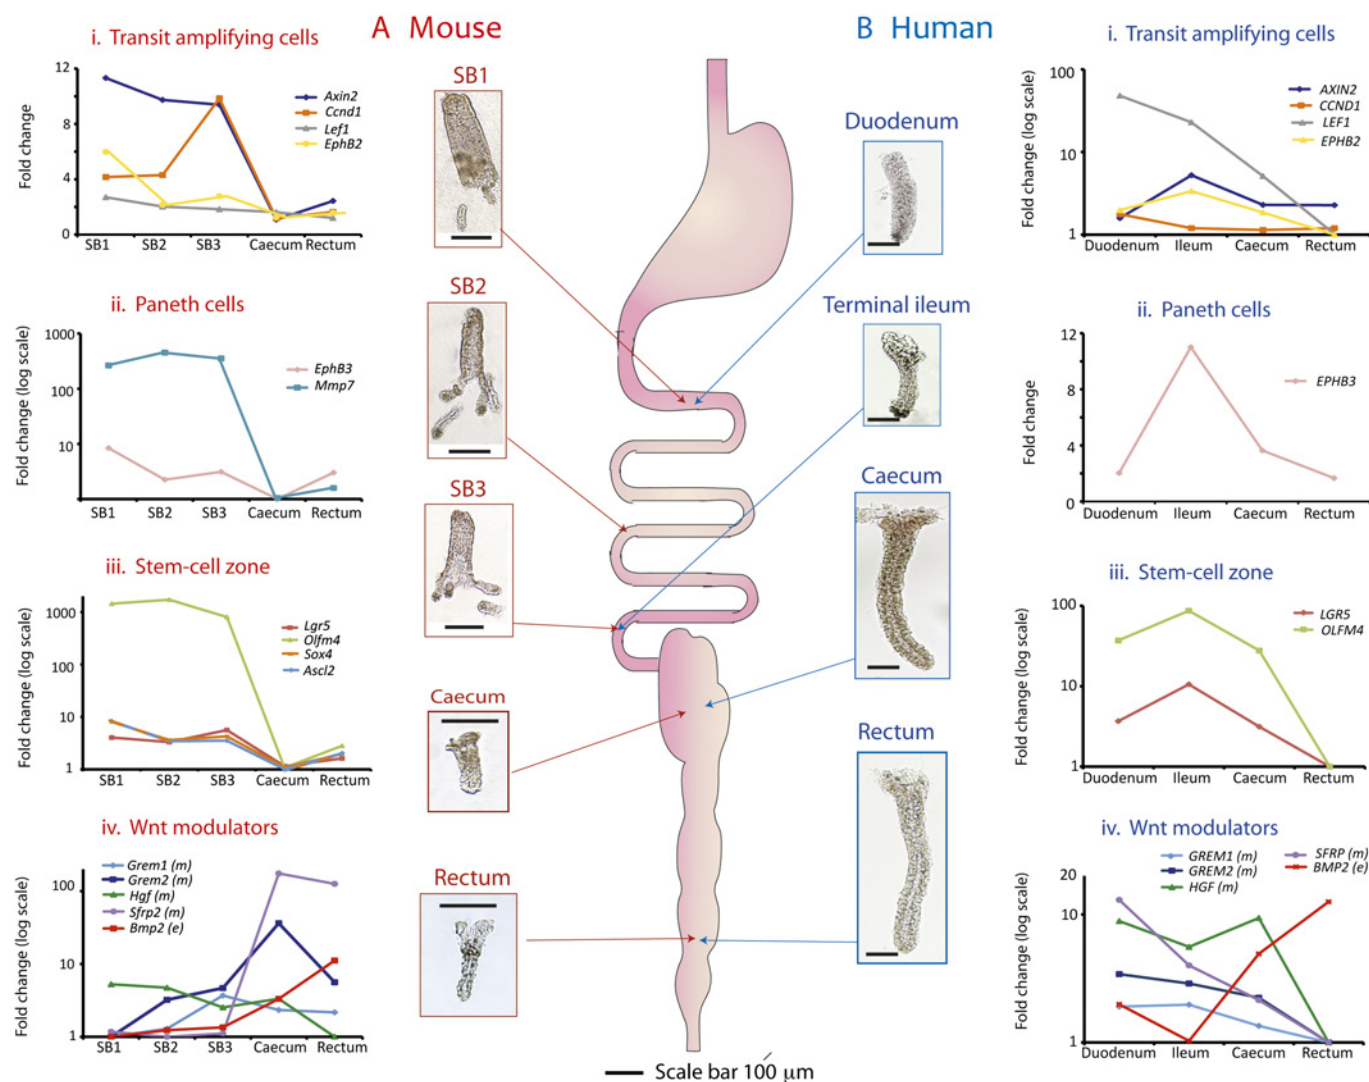 A Mouse
B Human
i. Transit amplifying cells
Fold change
12
8
4
0
SB1 SB2 SB3 Caecum Rectum
Axin2
Ccnd1
Lef1
EphB2
ii. Paneth cells
Fold change (log scale)
1000
100
10
SB1 SB2 SB3 Caecum Rectum
EphB3
Mmp7
iii. Stem-cell zone
Fold change (log scale)
1000
100
10
1
SB1 SB2 SB3 Caecum Rectum
Lgr5
Olfm4
Sox4
Ascl2
iv. Wnt modulators
Grem1 (m)
Grem2 (m)
Hgf (m)
Sfrp2 (m)
Bmp2 (e)
Fold change (log scale)
100
10
1
SB1 SB2 SB3 Caecum Rectum
SB1
SB2
SB3
Caecum
Rectum
Duodenum
Terminal ileum
Caecum
Rectum
Scale bar 100 µm
i. Transit amplifying cells
Fold change (log scale)
100
10
1
Duodenum Ileum Caecum Rectum
AXIN2
CCND1
LEF1
EPHB2
ii. Paneth cells
Fold change
12
8
4
0
Duodenum Ileum Caecum Rectum
EPHB3
iii. Stem-cell zone
Fold change (log scale)
100
10
1
Duodenum Ileum Caecum Rectum
LGR5
OLFM4
iv. Wnt modulators
GREM1 (m)
GREM2 (m)
HGF (m)
SFRP (m)
BMP2 (e)
Fold change (log scale)
20
10
1
Duodenum Ileum Caecum Rectum